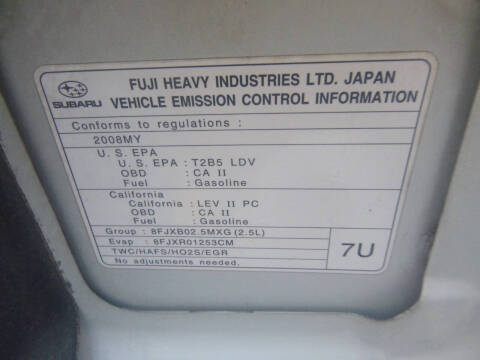 FUJI HEAVY INDUSTRIES LTD. JAPAN
SUBARU VEHICLE EMISSION CONTROL INFORMATION
Conforms to regulations :
2008MY
U. S. EPA
U. S. EPA : T2B5 LDV
OBD : CA II
Fuel : Gasoline
California
California : LEV II PC
OBD : CA II
Fuel : Gasoline
Group : 8FJXB02.5MXG (2.5L)
Evap : 8FJXR01253CM
TWC/HAFS/HO2S/EGR
No adjustments needed.
7U